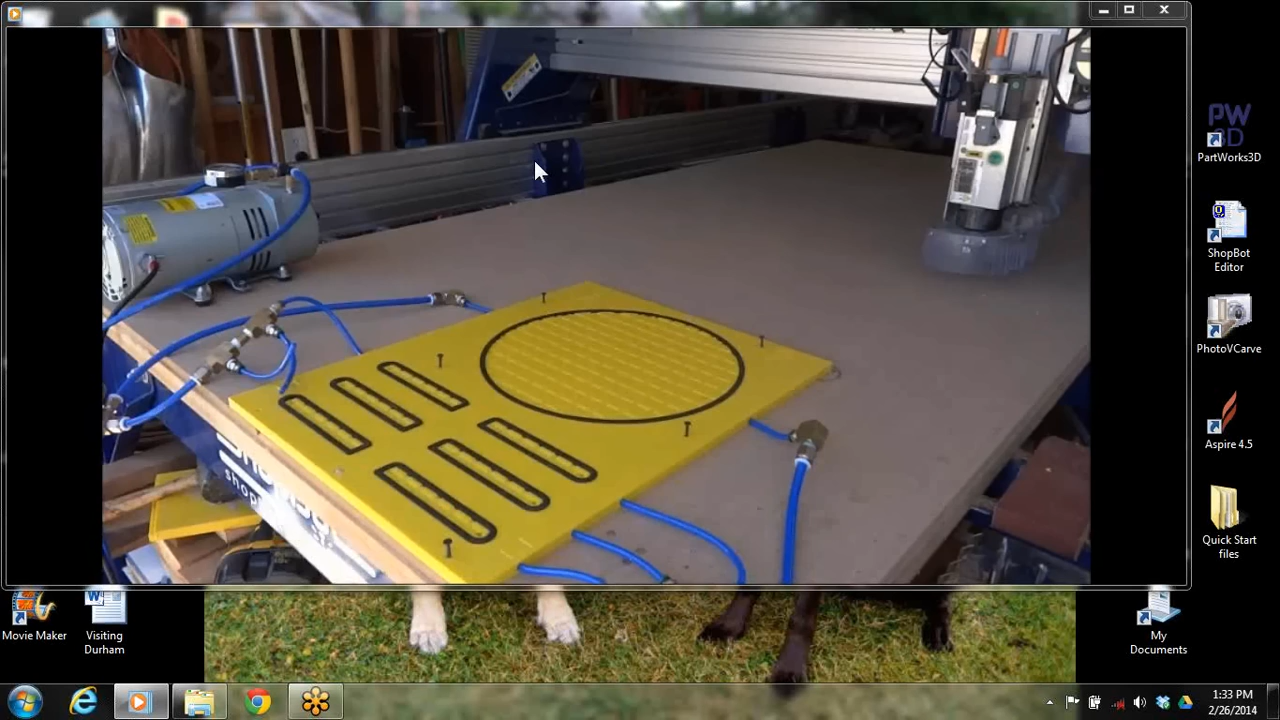 PW
3D
PartWorks3D
ShopBot
Editor
PhotoVCarve
Aspire 4.5
Quick Start
files
Movie Maker
Visiting
Durham
My
Documents
1:33 PM
2/26/2014